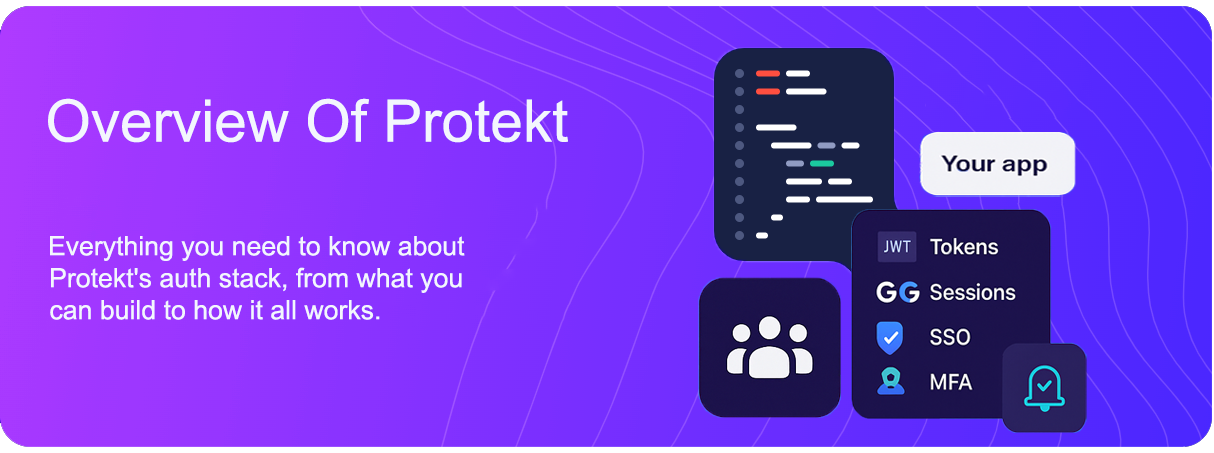 Overview Of Protekt
Everything you need to know about
Protekt's auth stack, from what you
can build to how it all works.
Your app
JWT Tokens
GG Sessions
SSO
MFA